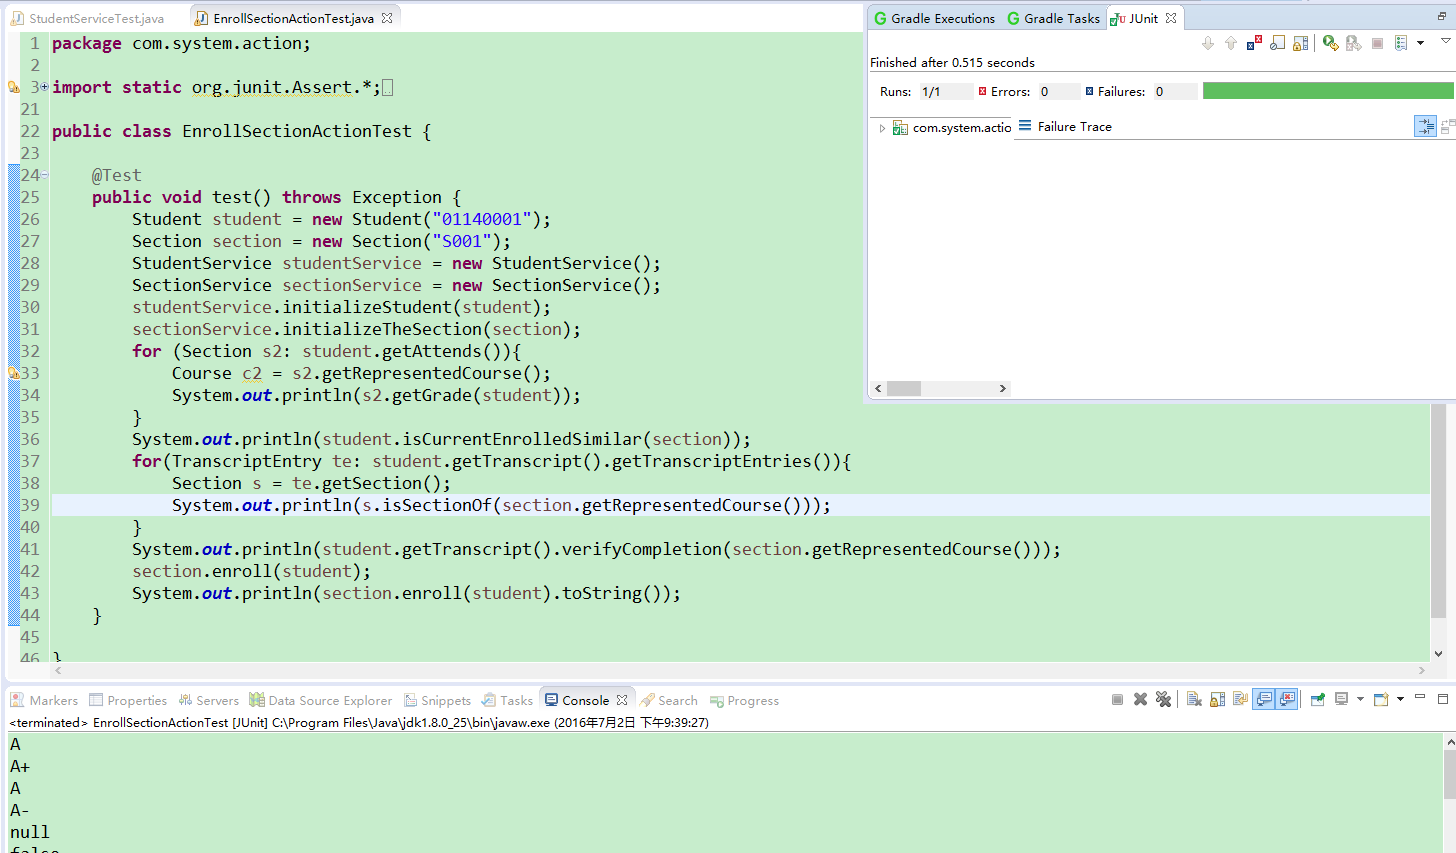 StudentServiceTest.java
EnrollSectionActionTest.java
1 package com.system.action;
2
3 import static org.junit.Assert.*;
21
22 public class EnrollSectionActionTest {
23
24     @Test
25     public void test() throws Exception {
26         Student student = new Student("01140001");
27         Section section = new Section("S001");
28         StudentService studentService = new StudentService();
29         SectionService sectionService = new SectionService();
30         studentService.initializeStudent(student);
31         sectionService.initializeTheSection(section);
32         for (Section s2: student.getAttends()){
33             Course c2 = s2.getRepresentedCourse();
34             System.out.println(s2.getGrade(student));
35         }
36         System.out.println(student.isCurrentEnrolledSimilar(section));
37         for(TranscriptEntry te: student.getTranscript().getTranscriptEntries()){
38             Section s = te.getSection();
39             System.out.println(s.isSectionOf(section.getRepresentedCourse()));
40         }
41         System.out.println(student.getTranscript().verifyCompletion(section.getRepresentedCourse()));
42         section.enroll(student);
43         System.out.println(section.enroll(student).toString());
44     }
45
46 }
Gradle Executions
Gradle Tasks
JUnit
Finished after 0.515 seconds
Runs: 1/1
Errors: 0
Failures: 0
com.system.actio
Failure Trace
Markers
Properties
Servers
Data Source Explorer
Snippets
Tasks
Console
Search
Progress
<terminated> EnrollSectionActionTest [JUnit] C:\Program Files\Java\jdk1.8.0_25\bin\javaw.exe (2016年7月2日 下午9:39:27)
A
A+
A
A-
null
false